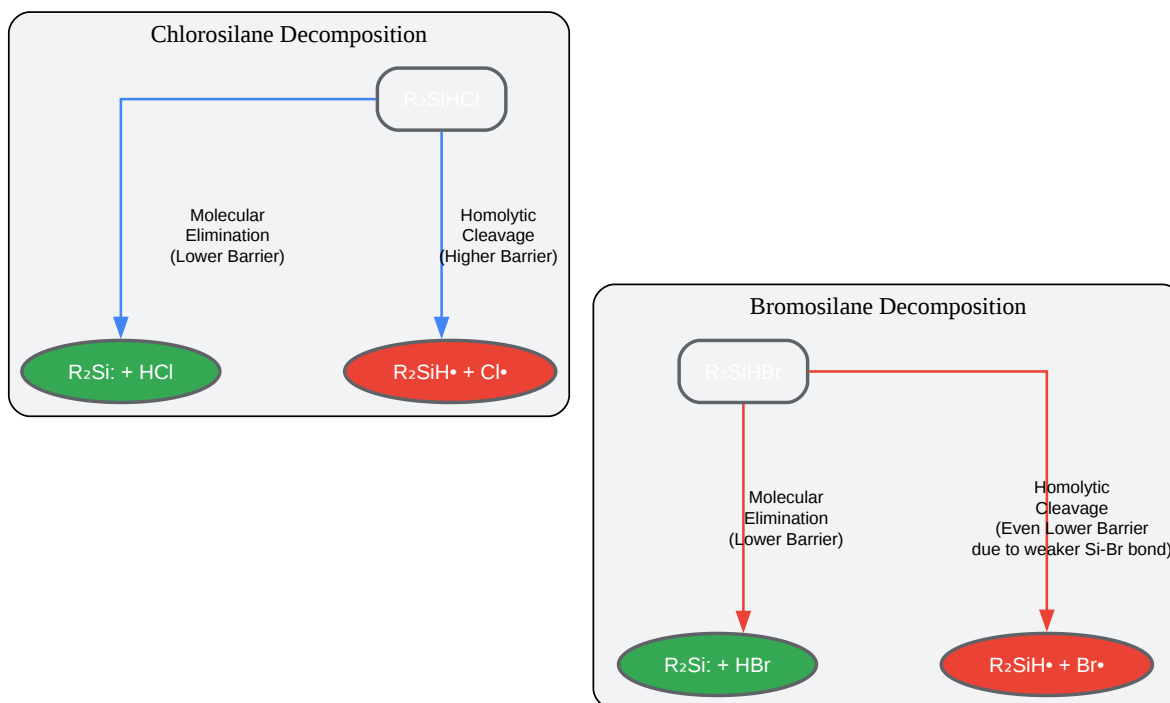 Chlorosilane Decomposition
R₂SiHCl
Molecular
Elimination
(Lower Barrier)
Homolytic
Cleavage
(Higher Barrier)
R₂Si: + HCl
R₂SiH• + Cl•
Bromosilane Decomposition
R₂SiHBr
Molecular
Elimination
(Lower Barrier)
Homolytic
Cleavage
(Even Lower Barrier
due to weaker Si-Br bond)
R₂Si: + HBr
R₂SiH• + Br•